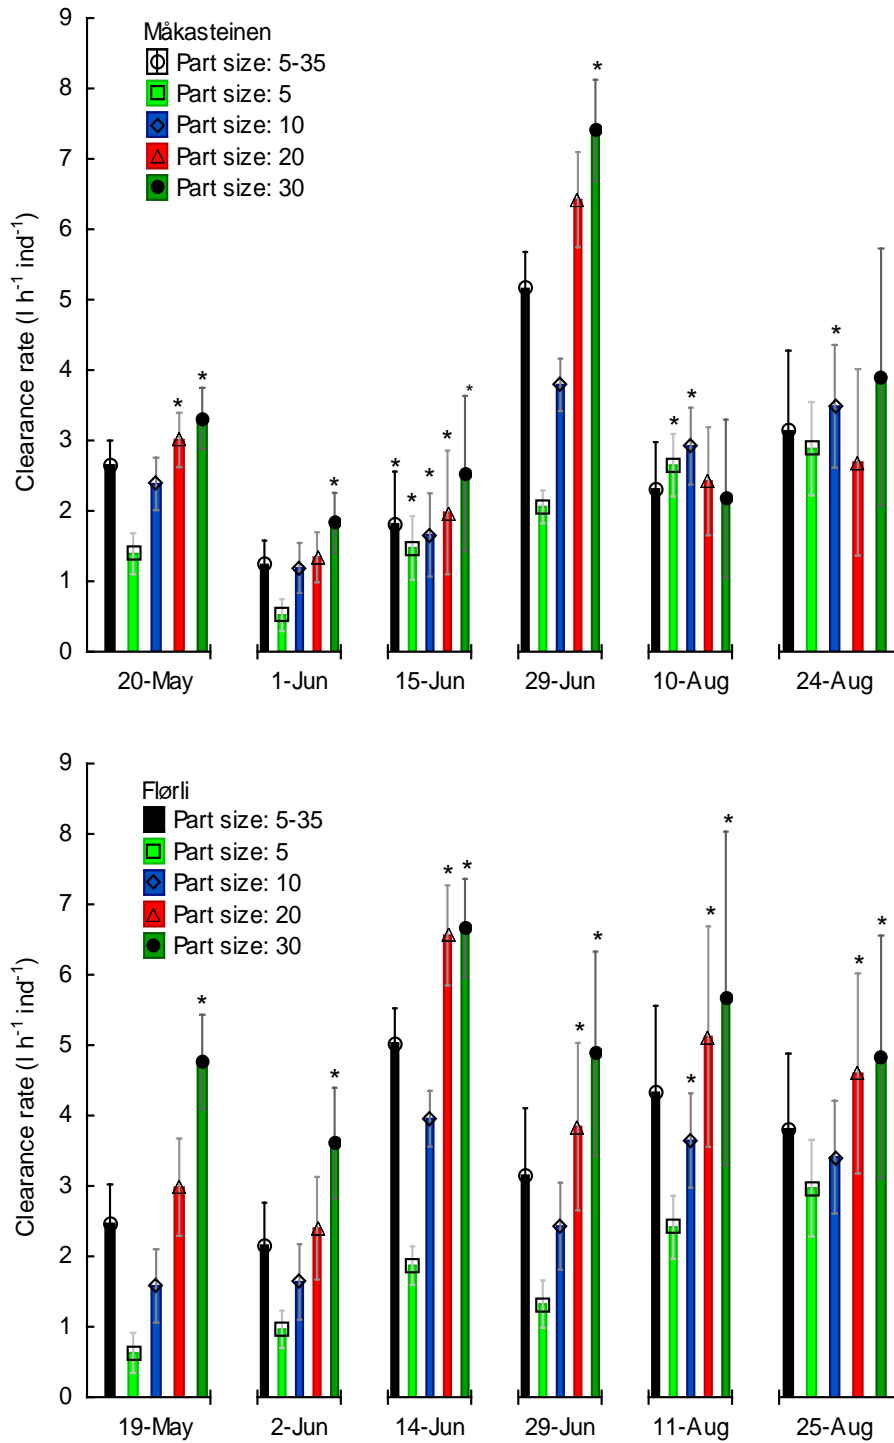 Måkasteinen
Part size: 5-35
Part size: 5
Part size: 10
Part size: 20
Part size: 30
Clearance rate (l h-1 ind-1)
9
8
7
6
5
4
3
2
1
0
* * * * * * * * * * * * *
20-May 1-Jun 15-Jun 29-Jun 10-Aug 24-Aug
Flørli
Part size: 5-35
Part size: 5
Part size: 10
Part size: 20
Part size: 30
Clearance rate (l h-1 ind-1)
9
8
7
6
5
4
3
2
1
0
* * * * * * * * * * *
19-May 2-Jun 14-Jun 29-Jun 11-Aug 25-Aug